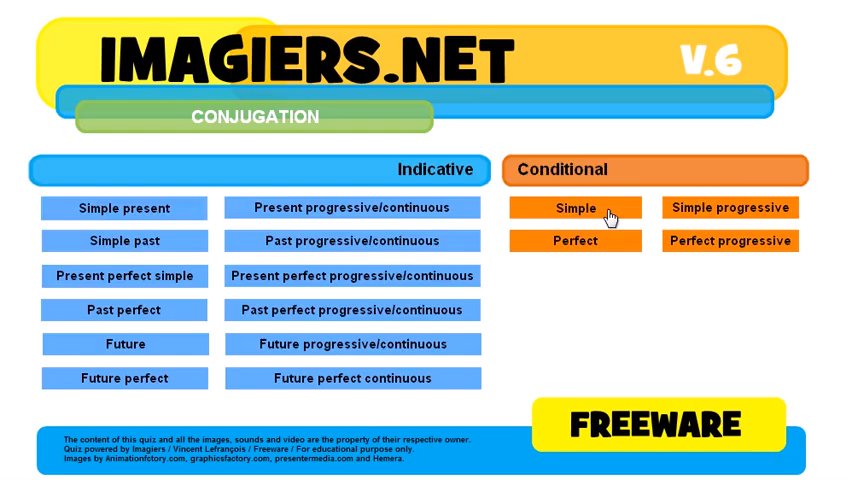 IMAGIERS.NET
V.6
CONJUGATION
Indicative
Conditional
Simple present
Present progressive/continuous
Simple
Simple progressive
Simple past
Past progressive/continuous
Perfect
Perfect progressive
Present perfect simple
Present perfect progressive/continuous
Past perfect
Past perfect progressive/continuous
Future
Future progressive/continuous
Future perfect
Future perfect continuous
FREEWARE
The content of this quiz and all the images, sounds and video are the property of their respective owner.
Quiz powered by Imagiers / Vincent Lefrançois / Freeware / For educational purpose only.
Images by Animationfotory.com, graphicsfactory.com, presentermedia.com and Hemera.